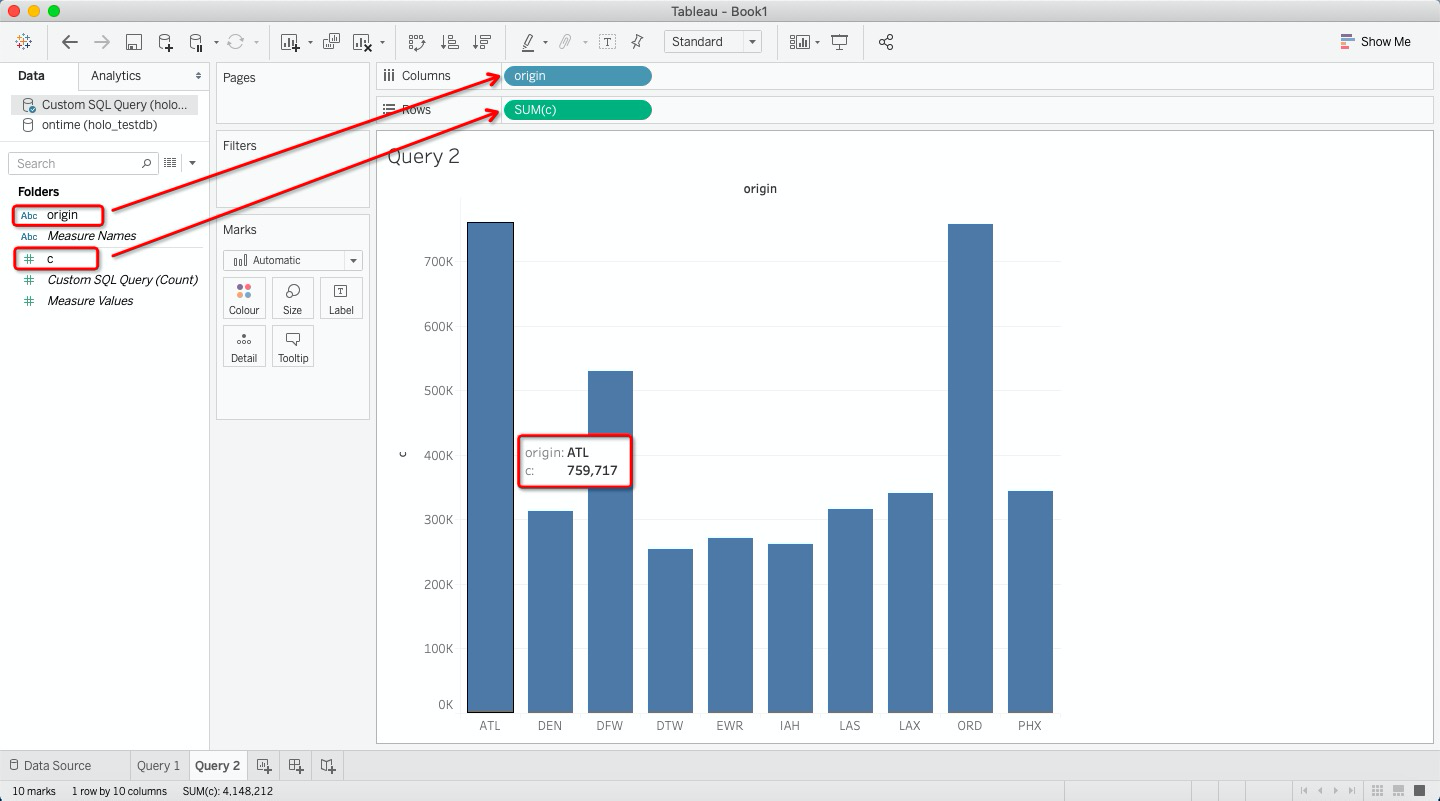 Tableau - Book1
Standard
Show Me
Data
Analytics
Custom SQL Query (holo...
ontime (holo_testdb)
Search
Folders
Abc origin
Abc Measure Names
# c
# Custom SQL Query (Count)
# Measure Values
Pages
Filters
Marks
Automatic
Colour
Size
T
Label
Detail
Tooltip
Columns
origin
Rows
SUM(c)
Query 2
origin
c
700K
600K
500K
400K
300K
200K
100K
0K
origin: ATL
c: 759,717
ATL DEN DFW DTW EWR IAH LAS LAX ORD PHX
Data Source
Query 1
Query 2
10 marks 1 row by 10 columns SUM(c): 4,148,212